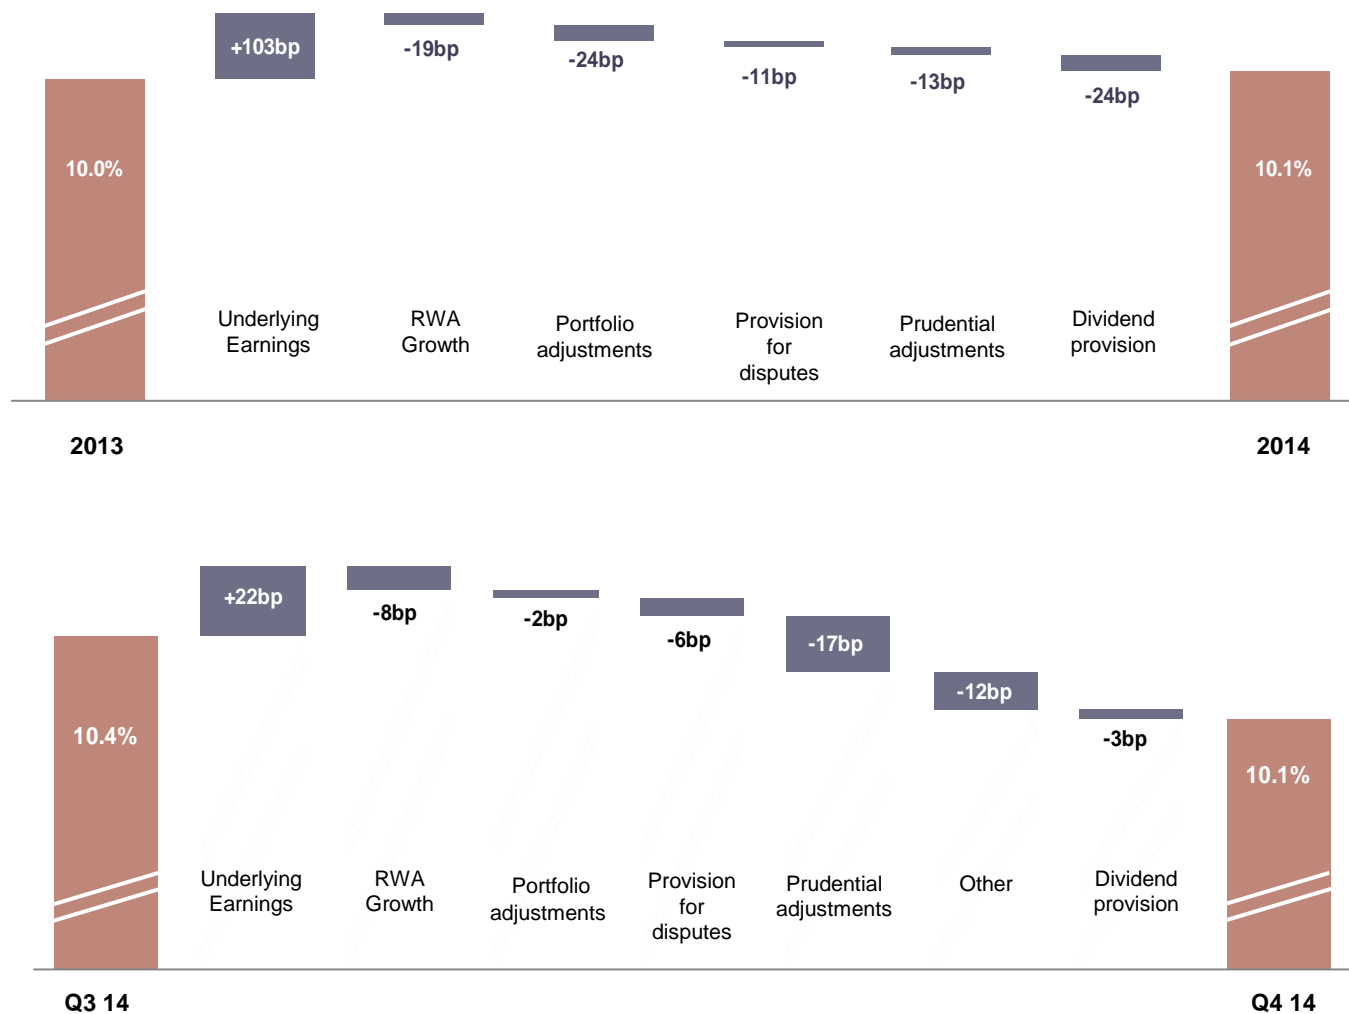 +103bp
-19bp
-24bp
-11bp
-13bp
-24bp
10.0%
10.1%
Underlying
Earnings
RWA
Growth
Portfolio
adjustments
Provision
for
disputes
Prudential
adjustments
Dividend
provision
2013
2014
+22bp
-8bp
-2bp
-6bp
-17bp
-12bp
-3bp
10.4%
10.1%
Underlying
Earnings
RWA
Growth
Portfolio
adjustments
Provision
for
disputes
Prudential
adjustments
Other
Dividend
provision
Q3 14
Q4 14